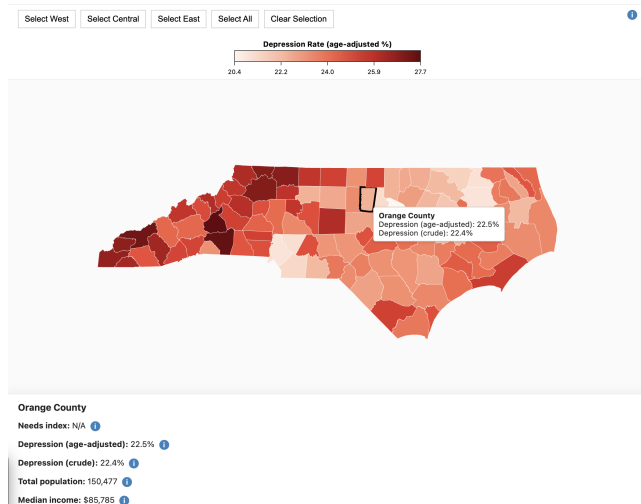 Select West Select Central Select East Select All Clear Selection i
Depression Rate (age-adjusted %)
20.4 22.2 24.0 25.9 27.7
Orange County
Depression (age-adjusted): 22.5%
Depression (crude): 22.4%
Orange County
Needs index: N/A i
Depression (age-adjusted): 22.5% i
Depression (crude): 22.4% i
Total population: 150,477 i
Median income: $85,785 i